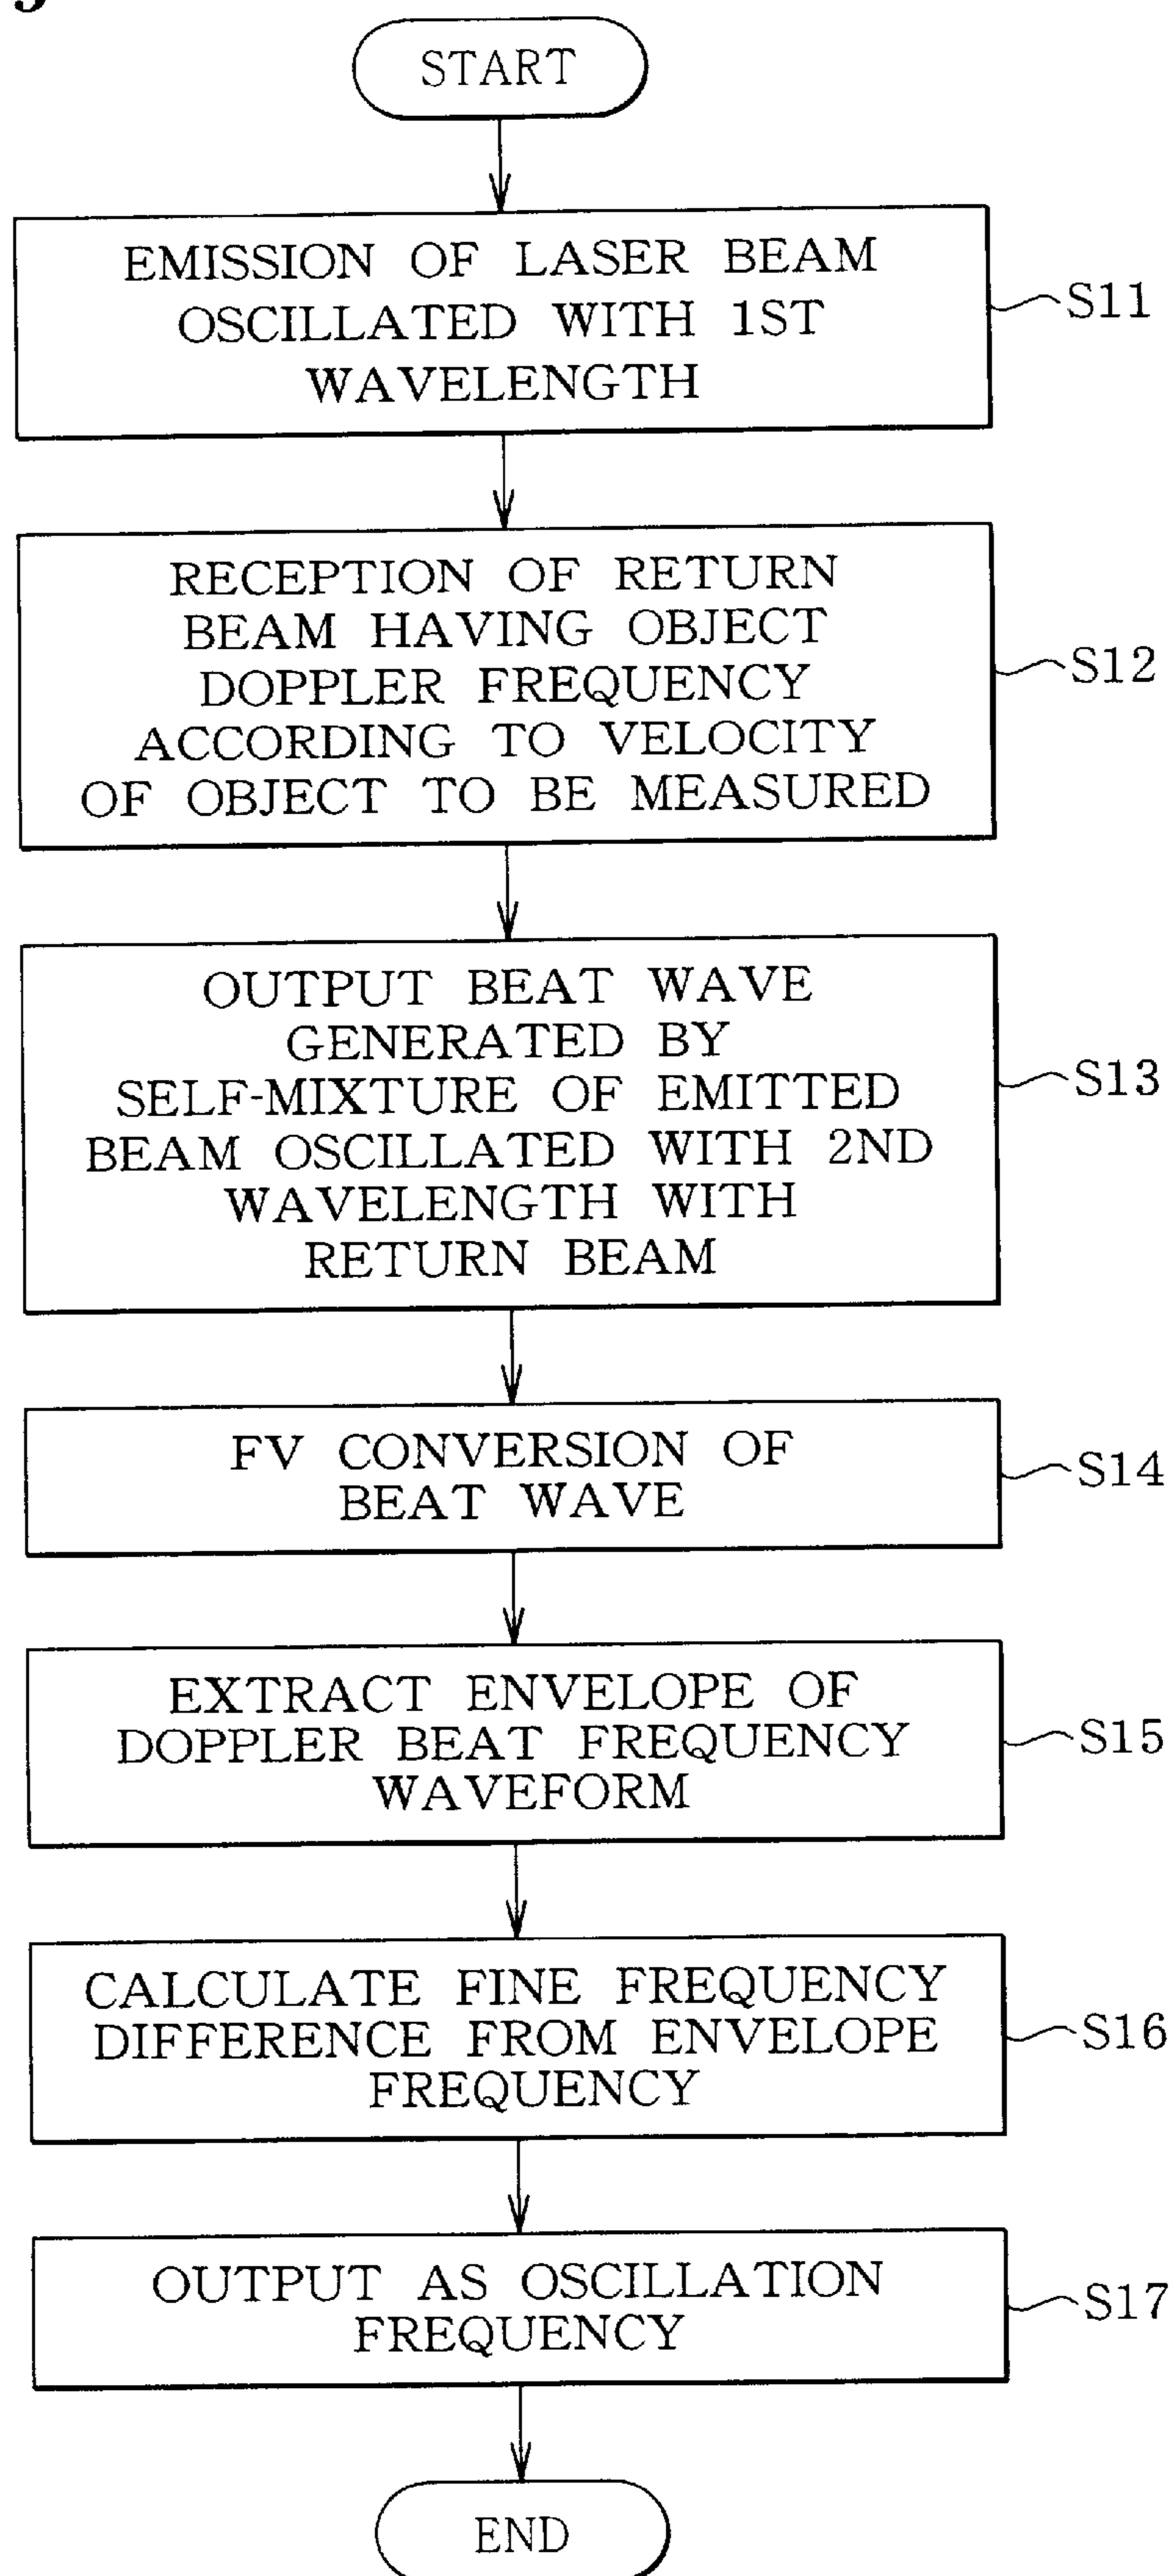 START
EMISSION OF LASER BEAM
OSCILLATED WITH 1ST
WAVELENGTH
S11
RECEPTION OF RETURN
BEAM HAVING OBJECT
DOPPLER FREQUENCY
ACCORDING TO VELOCITY
OF OBJECT TO BE MEASURED
S12
OUTPUT BEAT WAVE
GENERATED BY
SELF-MIXTURE OF EMITTED
BEAM OSCILLATED WITH 2ND
WAVELENGTH WITH
RETURN BEAM
S13
FV CONVERSION OF
BEAT WAVE
S14
EXTRACT ENVELOPE OF
DOPPLER BEAT FREQUENCY
WAVEFORM
S15
CALCULATE FINE FREQUENCY
DIFFERENCE FROM ENVELOPE
FREQUENCY
S16
OUTPUT AS OSCILLATION
FREQUENCY
S17
END